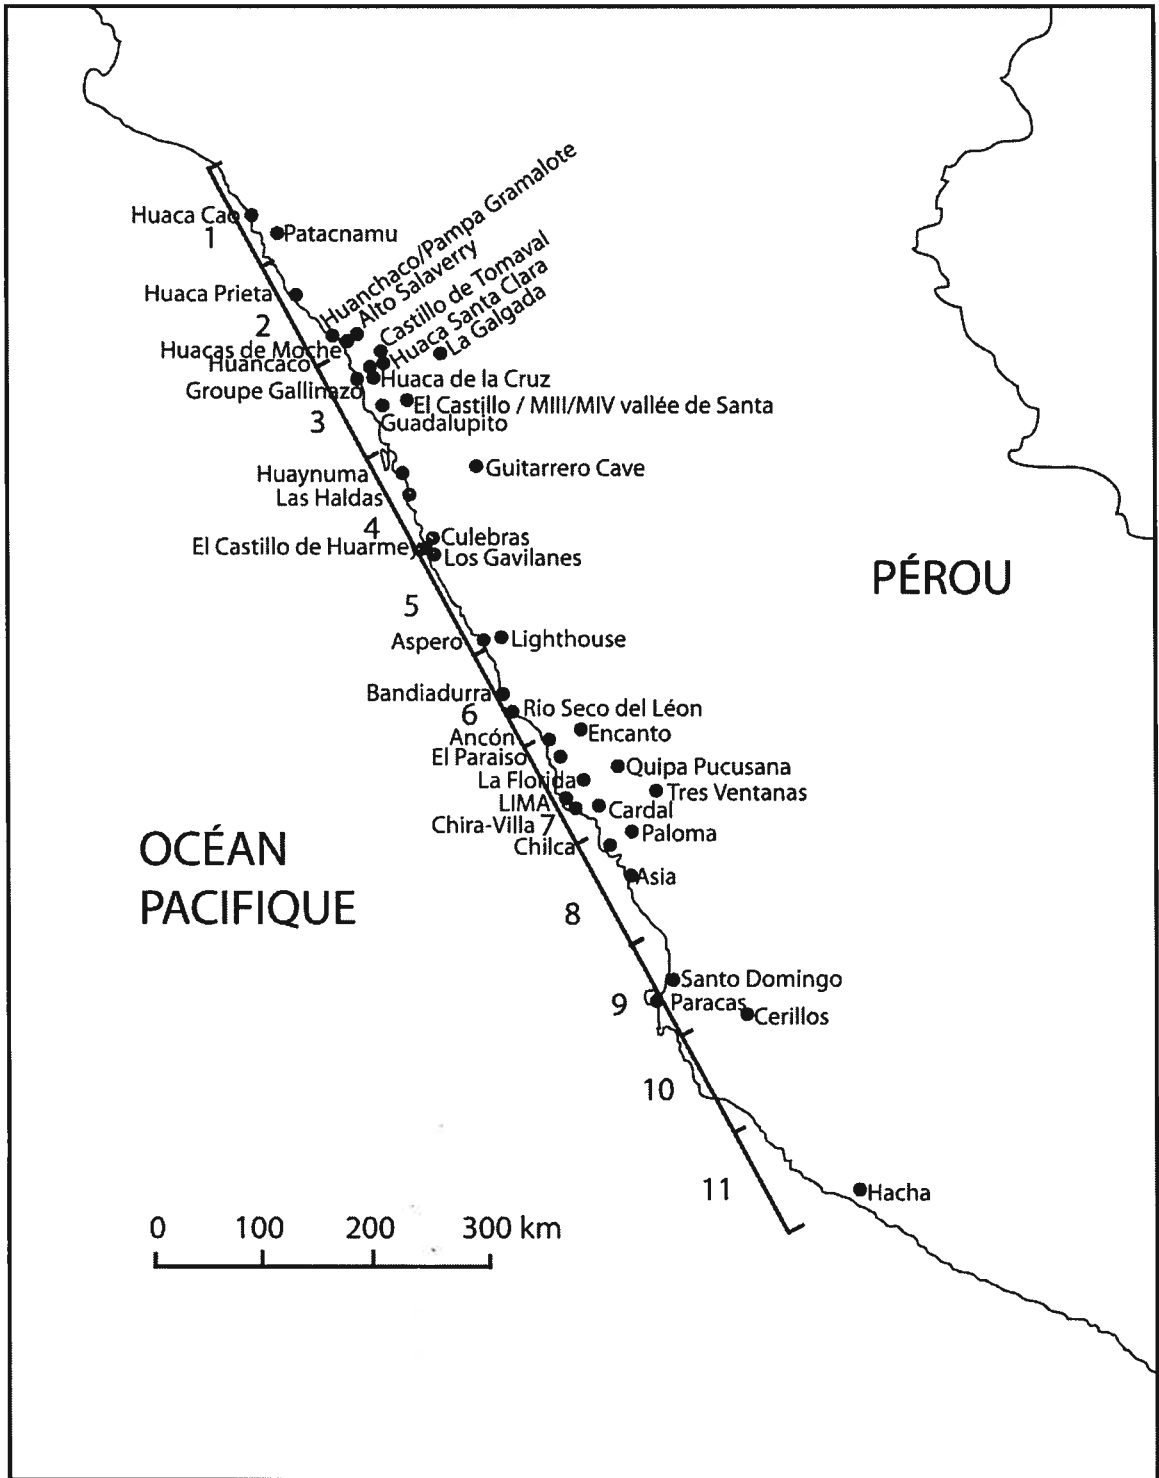 Huanchaco/Pampa Gramalote
Alto Salaverry
Castillo de Tomaval
Huaca Santa Clara
La Galgada
Huaca Cao
1
Patacnamu
Huaca Prieta
2
Huacas de Moche
Huancaco
Huaca de la Cruz
Groupe Gallinazo
El Castillo / MIII/MIV vallée de Santa
3
Guadalupito
Huaynuma
Guitarrero Cave
Las Haldas
4
Culebras
El Castillo de Huarmey
Los Gavilanes
PÉROU
5
Aspero
Lighthouse
Bandiadurra
6
Rio Seco del Léon
Ancón
Encanto
El Paraiso
Quipa Pucusana
La Florida
Tres Ventanas
LIMA
Cardal
Chira-Villa
7
Paloma
Chilca
OCÉAN
PACIFIQUE
Asia
8
Santo Domingo
9
Paracas
Cerillos
10
11
Hacha
0 100 200 300 km